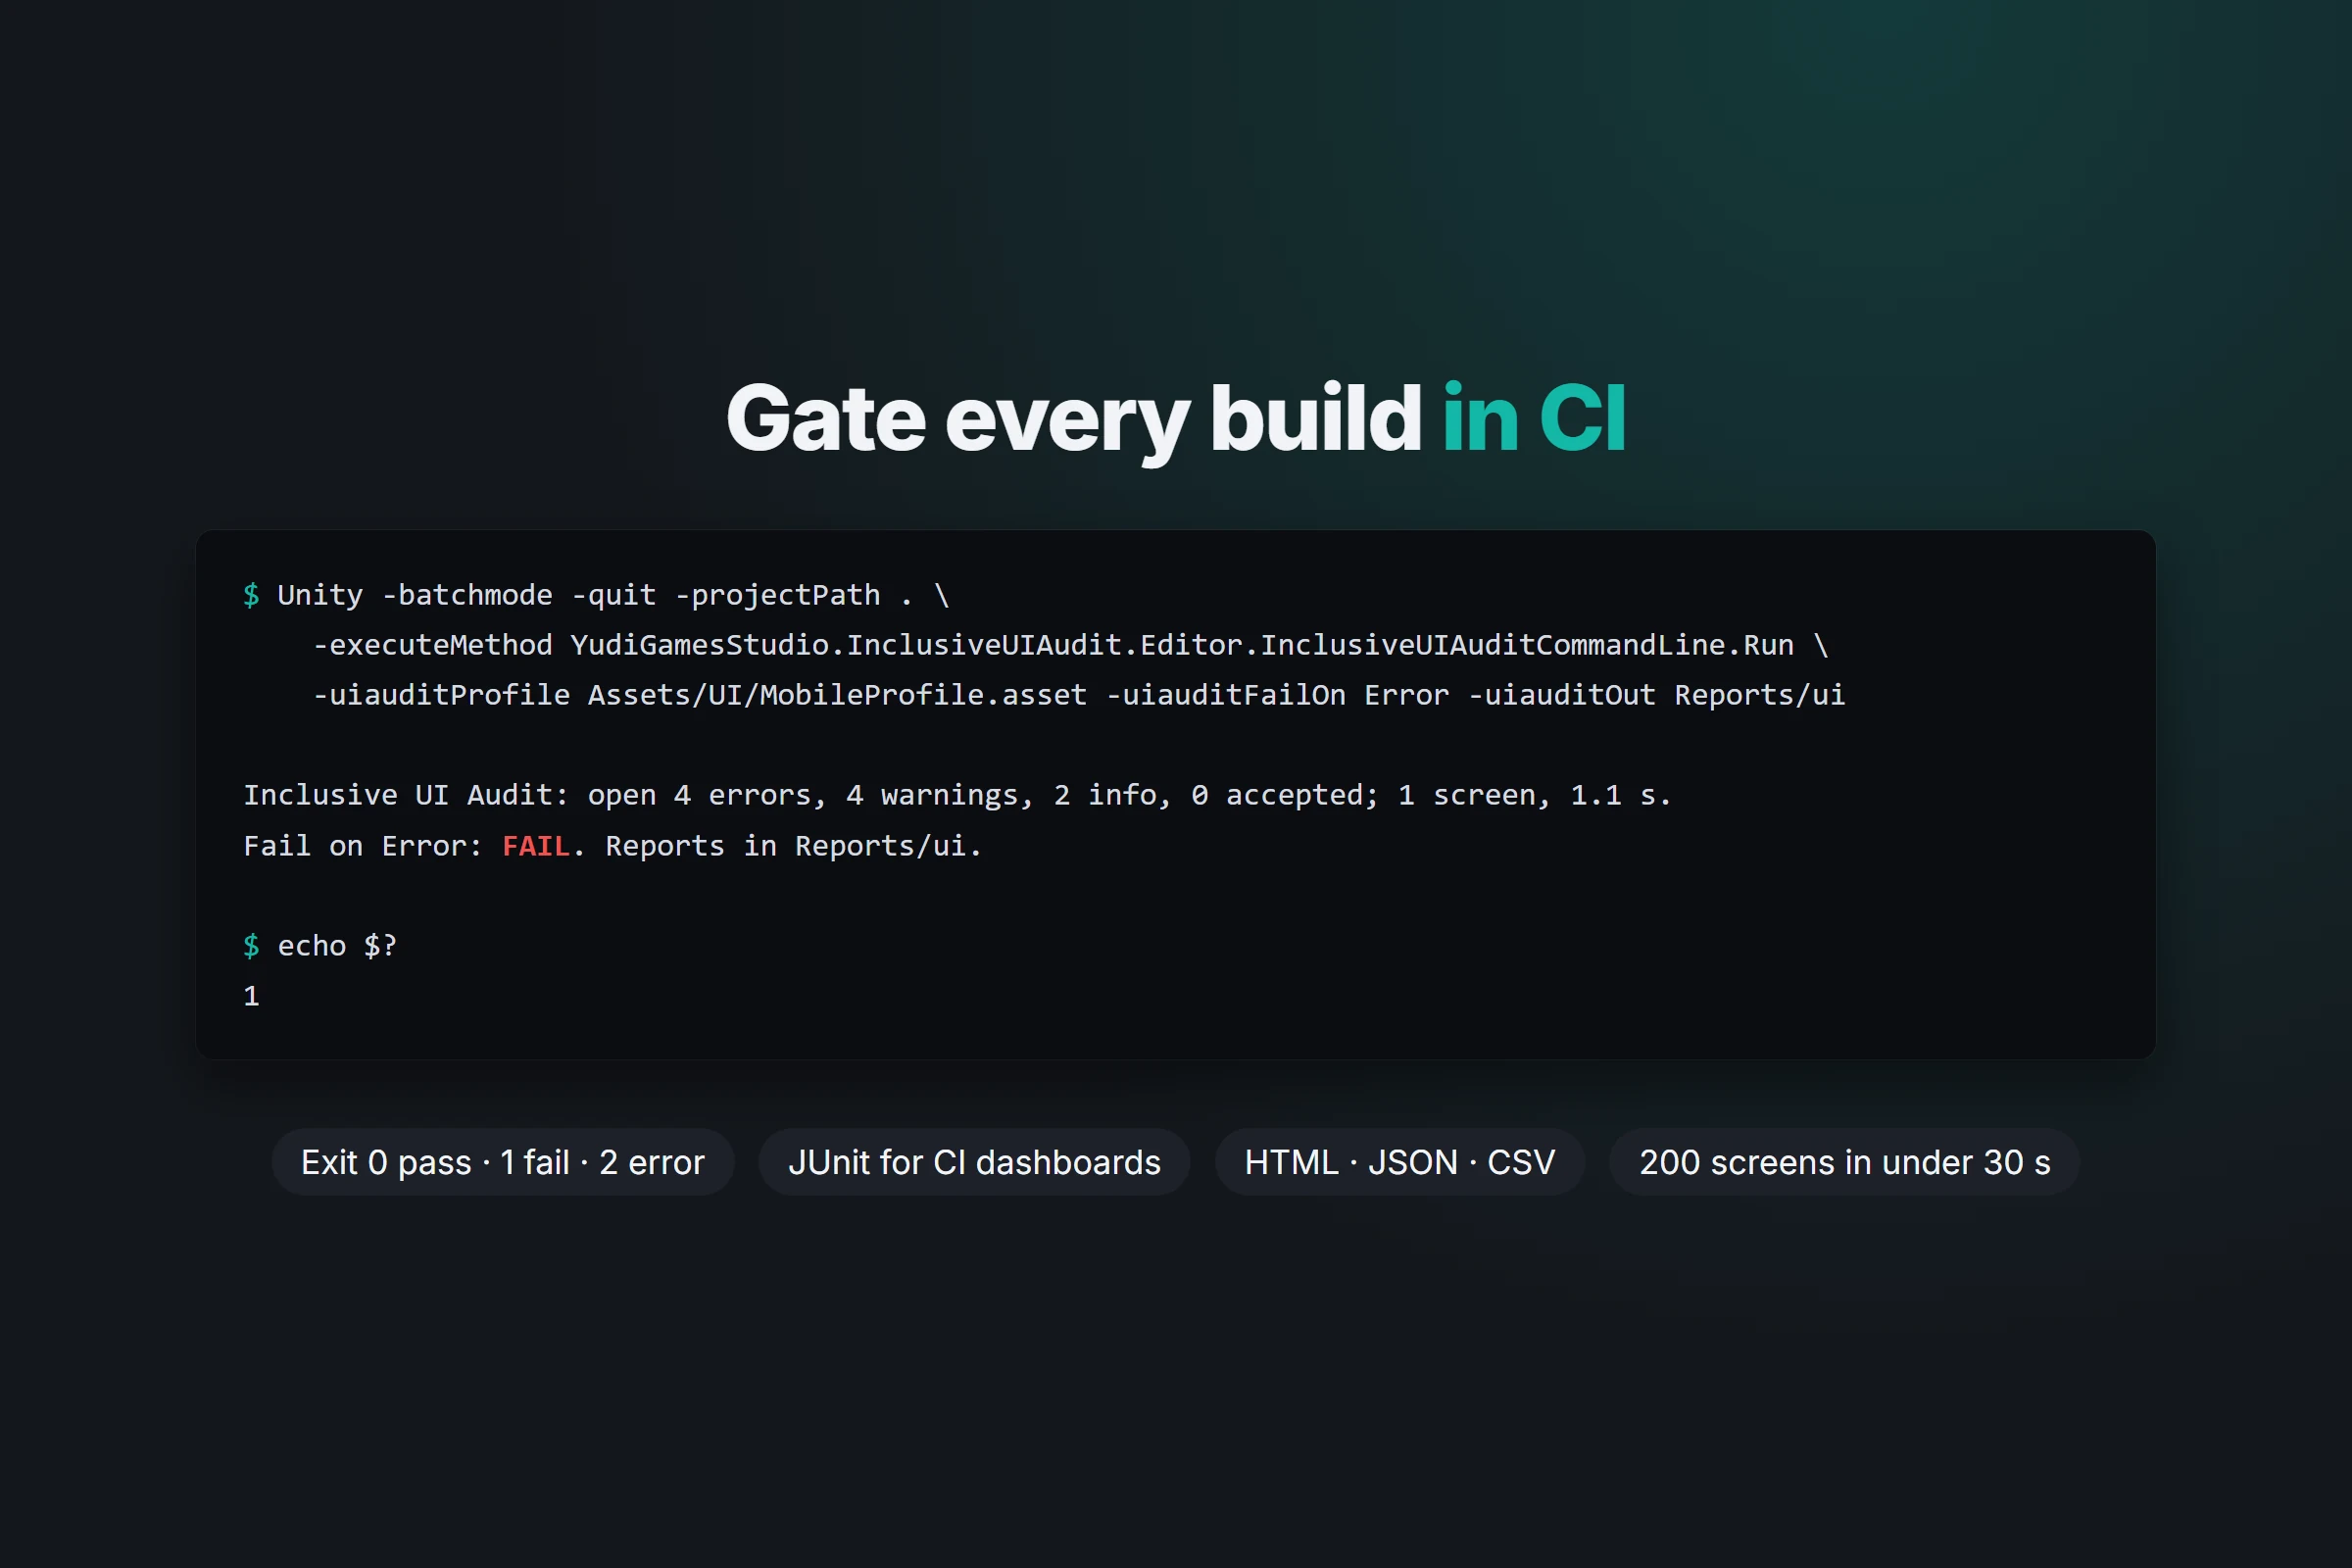 Gate every build in CI
$ Unity -batchmode -quit -projectPath . \
-executeMethod YudiGamesStudio.InclusiveUIAudit.Editor.InclusiveUIAuditCommandLine.Run \
-uiauditProfile Assets/UI/MobileProfile.asset -uiauditFailOn Error -uiauditOut Reports/ui
Inclusive UI Audit: open 4 errors, 4 warnings, 2 info, 0 accepted; 1 screen, 1.1 s.
Fail on Error: FAIL. Reports in Reports/ui.
$ echo $?
1
Exit 0 pass · 1 fail · 2 error
JUnit for CI dashboards
HTML · JSON · CSV
200 screens in under 30 s